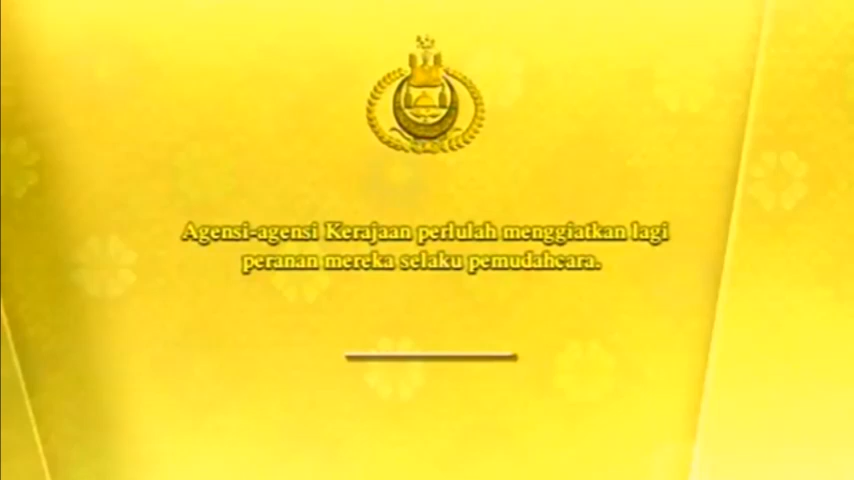 Agensi-agensi Kerajaan perlulah menggiatkan lagi
peranan mereka selaku pemudahcara.